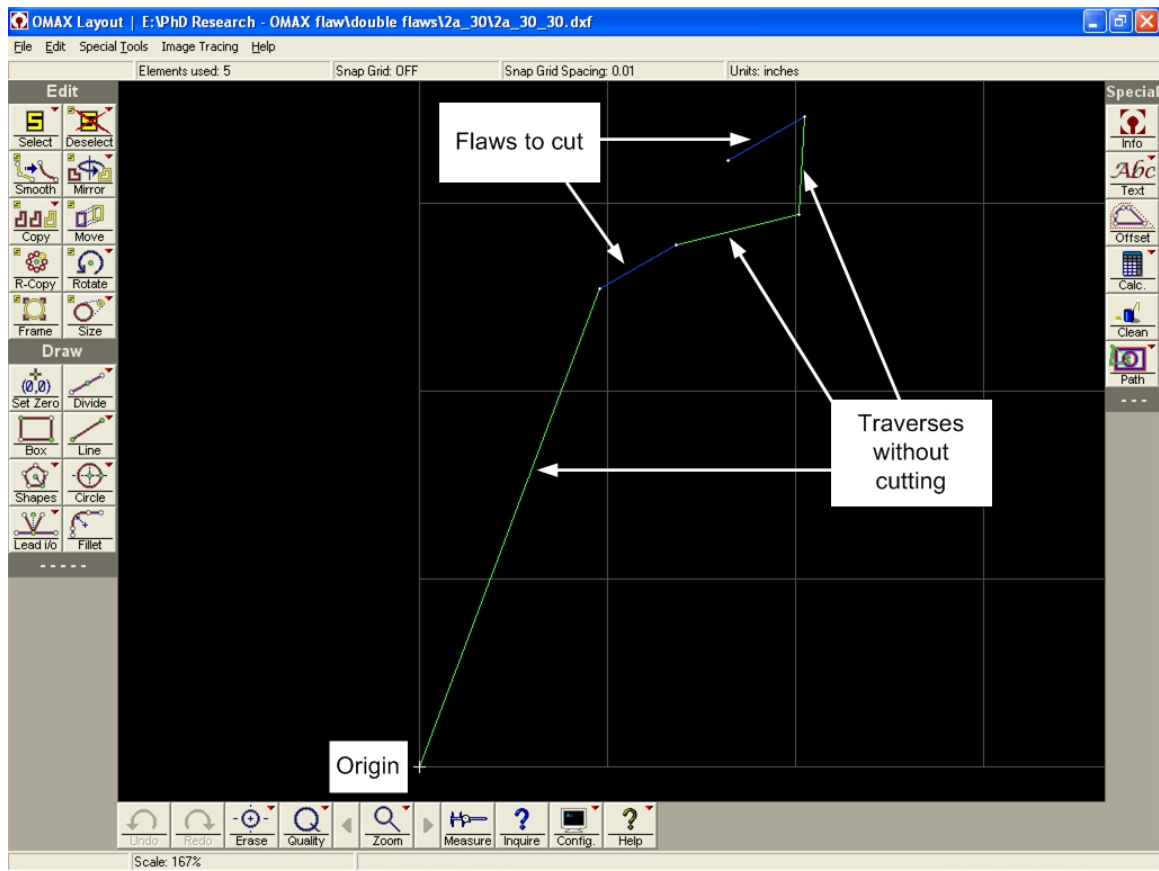 OMAX Layout | E:\PhD Research - OMAX flaw\double flaws\2a_30\2a_30_30.dxf
File Edit Special Tools Image Tracing Help
Elements used: 5 Snap Grid: OFF Snap Grid Spacing: 0.01 Units: inches
Edit
Select Deselect
Smooth Mirror
Copy Move
R-Copy Rotate
Frame Size
Draw
(0,0)
Set Zero Divide
Box Line
Shapes Circle
Lead i/o Fillet
- - - - -
Flaws to cut
Traverses
without
cutting
Origin
Special
Info
Abc
Text
Offset
Calc.
Clean
Path
- - -
Undo Redo Erase Quality Zoom Measure Inquire Config. Help
Scale: 167%